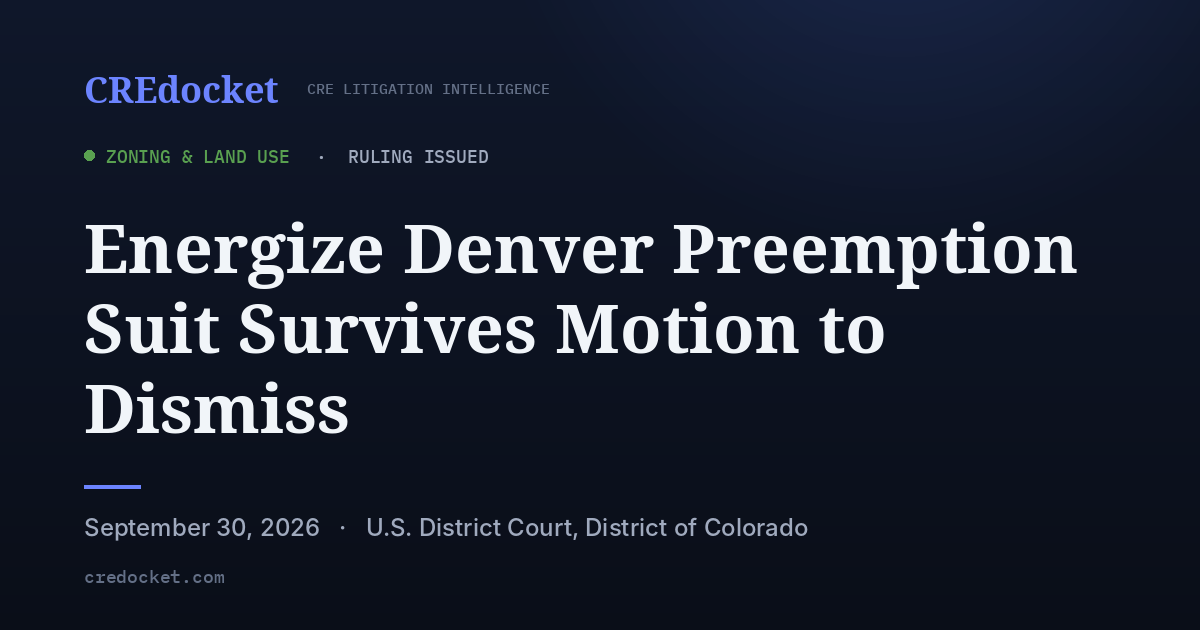 CREdocket CRE LITIGATION INTELLIGENCE
ZONING & LAND USE · RULING ISSUED
Energize Denver Preemption
Suit Survives Motion to
Dismiss
September 30, 2026 · U.S. District Court, District of Colorado
credocket.com